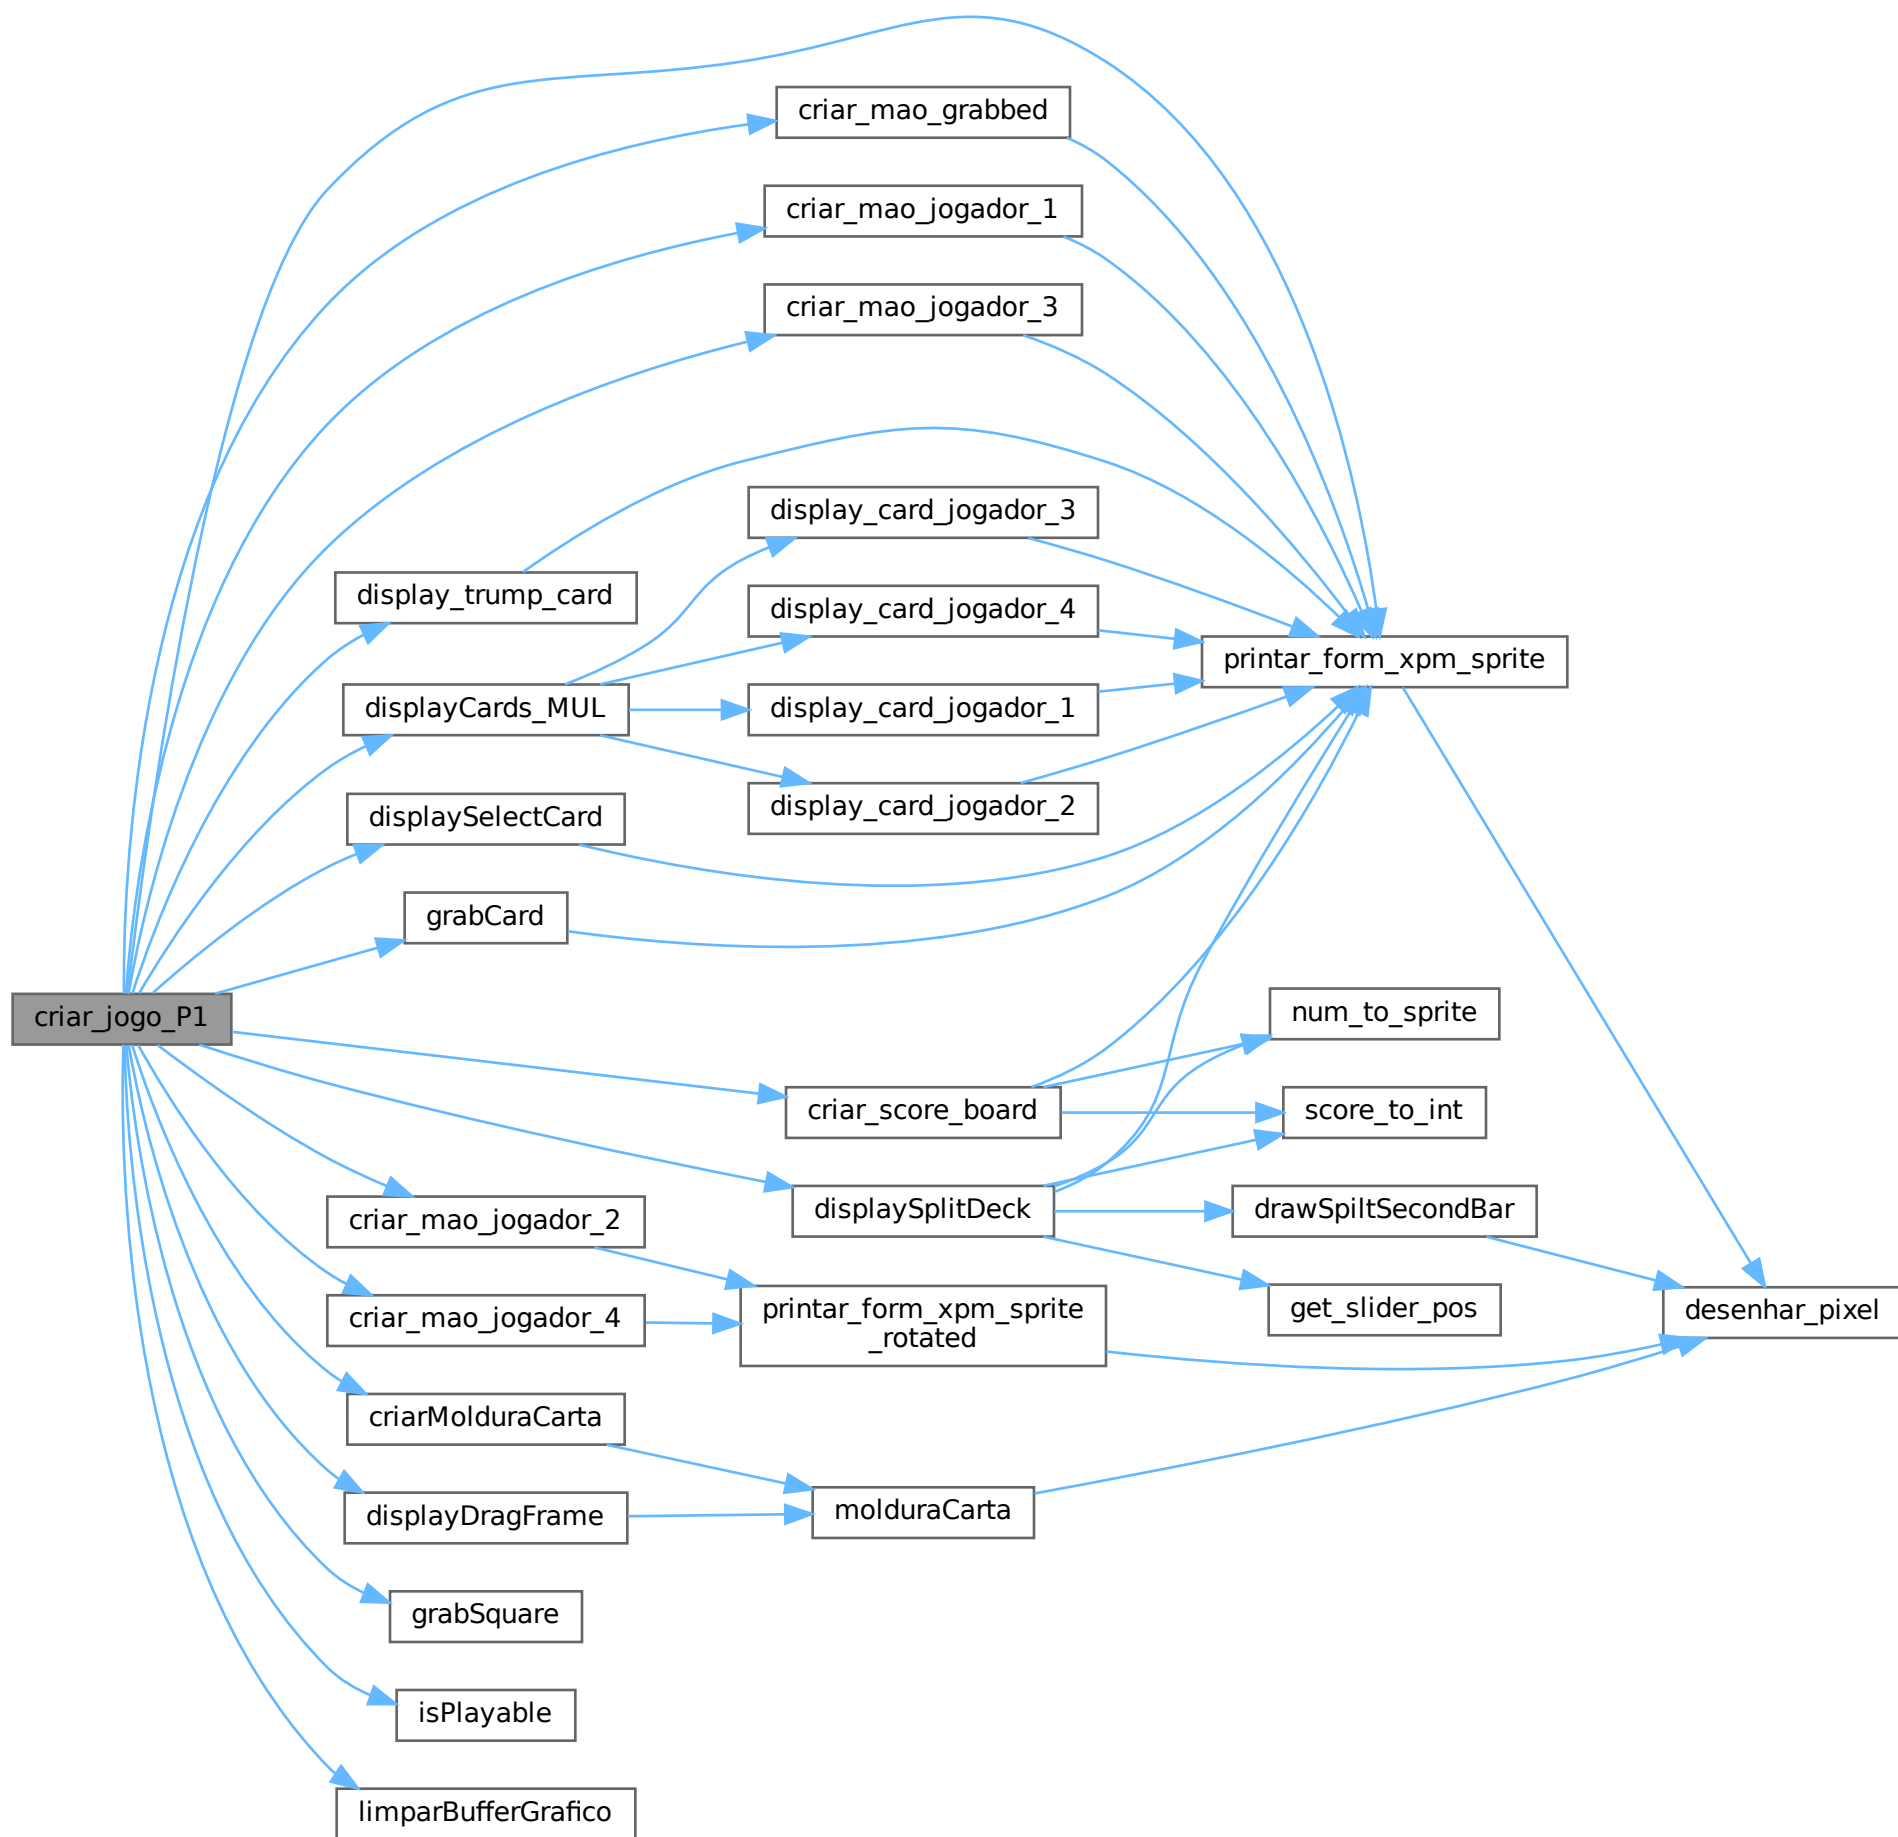 criar_mao_grabbed
criar_mao_jogador_1
criar_mao_jogador_3
display_card_jogador_3
display_trump_card
display_card_jogador_4
printar_form_xpm_sprite
displayCards_MUL
display_card_jogador_1
display_card_jogador_2
displaySelectCard
grabCard
criar_jogo_P1
num_to_sprite
criar_score_board
score_to_int
displaySplitDeck
drawSpiltSecondBar
criar_mao_jogador_2
get_slider_pos
desenhar_pixel
criar_mao_jogador_4
printar_form_xpm_sprite
_rotated
criarMolduraCarta
molduraCarta
displayDragFrame
grabSquare
isPlayable
limparBufferGrafico